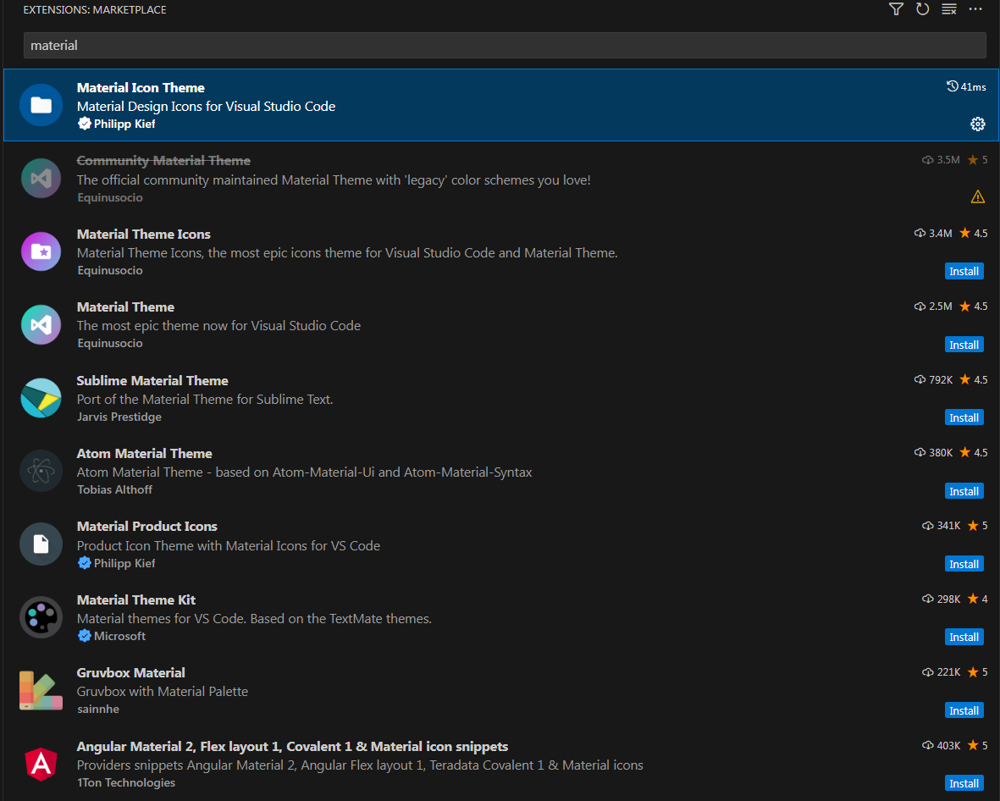 EXTENSIONS: MARKETPLACE
material
Material Icon Theme 41ms
Material Design Icons for Visual Studio Code
Philipp Kief
Community Material Theme 3.5M 5
The official community maintained Material Theme with 'legacy' color schemes you love!
Equinusocio
Material Theme Icons 3.4M 4.5
Material Theme Icons, the most epic icons theme for Visual Studio Code and Material Theme.
Equinusocio Install
Material Theme 2.5M 4.5
The most epic theme now for Visual Studio Code
Equinusocio Install
Sublime Material Theme 792K 4.5
Port of the Material Theme for Sublime Text.
Jarvis Prestidge Install
Atom Material Theme 380K 4.5
Atom Material Theme - based on Atom-Material-Ui and Atom-Material-Syntax
Tobias Althoff Install
Material Product Icons 341K 5
Product Icon Theme with Material Icons for VS Code
Philipp Kief Install
Material Theme Kit 298K 4
Material themes for VS Code. Based on the TextMate themes.
Microsoft Install
Gruvbox Material 221K 5
Gruvbox with Material Palette
sainnhe Install
Angular Material 2, Flex layout 1, Covalent 1 & Material icon snippets 403K 5
Providers snippets Angular Material 2, Angular Flex layout 1, Teradata Covalent 1 & Material icons
1Ton Technologies Install